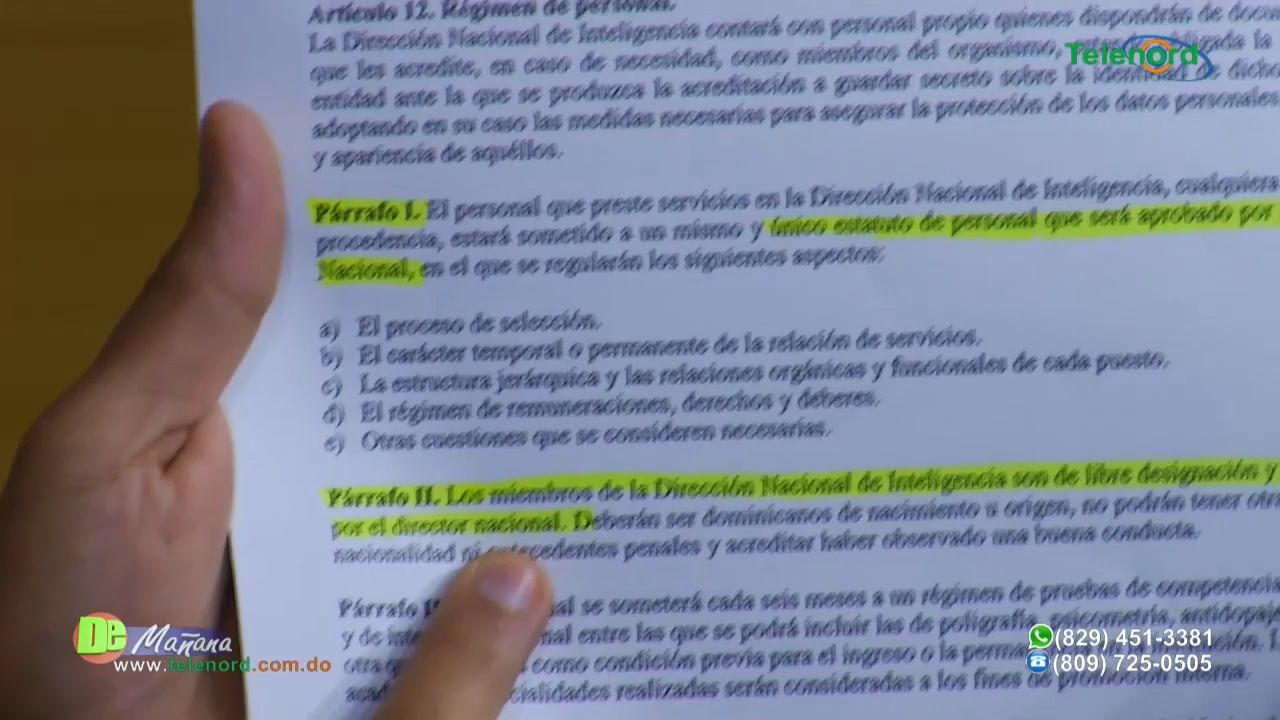 Artículo 12. Régimen de personal.
La Dirección Nacional de Inteligencia contará con personal propio quienes dispondrán de
que les acredite, en caso de necesidad, como miembros del organismo, la
entidad ante la que se produzca la acreditación a guardar secreto sobre la identidad dicho
adoptando en su caso las medidas necesarias para asegurar la protección de los datos personales
y apariencia de aquéllos.
Párrafo I. El personal que preste servicios en la Dirección Nacional de Inteligencia, cualquiera
procedencia, estará sometido a un mismo y único estatuto de personal que será aprobado por
Nacional, en el que se regularán los siguientes aspectos:
a) El proceso de selección.
b) El carácter temporal o permanente de la relación de servicios.
c) La estructura jerárquica y las relaciones orgánicas y funcionales de cada puesto.
d) El régimen de remuneraciones, derechos y deberes.
e) Otras cuestiones que se consideren necesarias.
Párrafo II. Los miembros de la Dirección Nacional de Inteligencia son de libre designación y
por el director nacional. Deberán ser dominicanos de nacimiento u origen, no podrán tener
nacionalidad ni antecedentes penales y acreditar haber observado una buena conducta.
Párrafo se someterá cada seis meses a un régimen de pruebas de
y de entre las que se podrá incluir las de poligrafía, psicometría,
como condición previa para el ingreso o la
realizadas serán consideradas a los fines de promoción interna.
Telenord
De Mañana
www.telenord.com.do
(829) 451-3381
(809) 725-0505